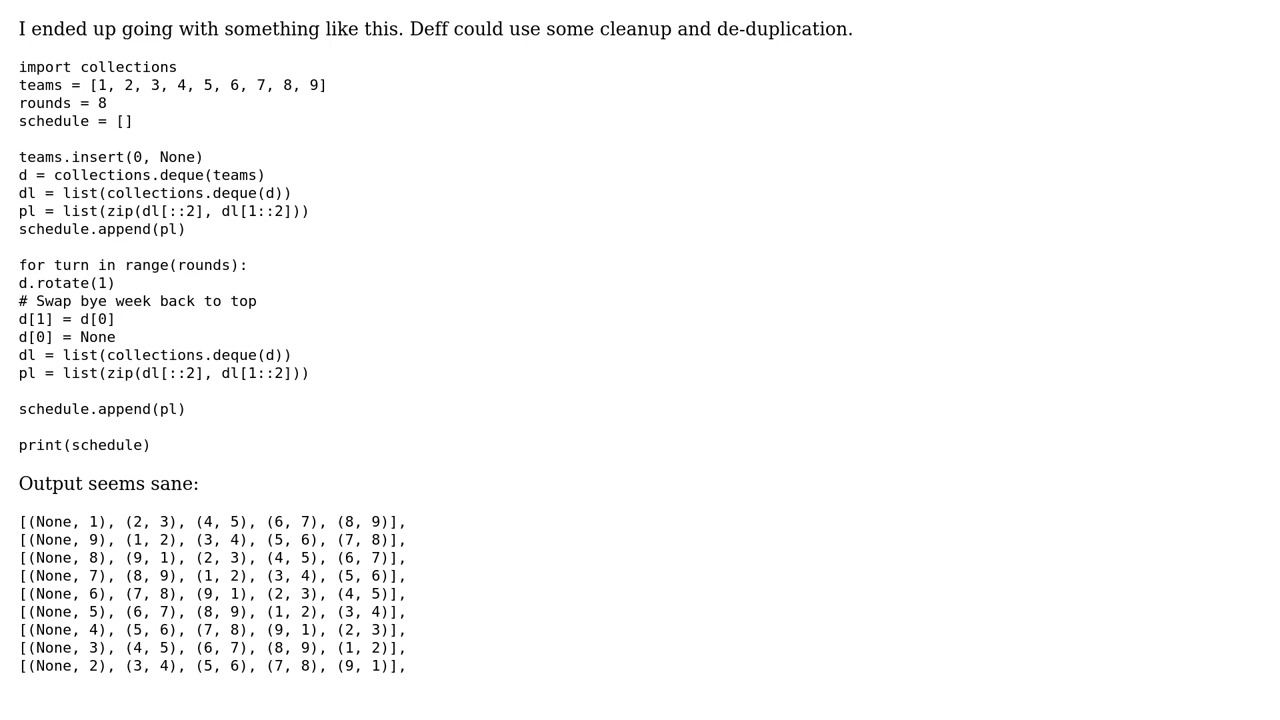 I ended up going with something like this. Deff could use some cleanup and de-duplication.
import collections
teams = [1, 2, 3, 4, 5, 6, 7, 8, 9]
rounds = 8
schedule = []
teams.insert(0, None)
d = collections.deque(teams)
dl = list(collections.deque(d))
pl = list(zip(dl[::2], dl[1::2]))
schedule.append(pl)
for turn in range(rounds):
d.rotate(1)
# Swap bye week back to top
d[1] = d[0]
d[0] = None
dl = list(collections.deque(d))
pl = list(zip(dl[::2], dl[1::2]))
schedule.append(pl)
print(schedule)
Output seems sane:
[(None, 1), (2, 3), (4, 5), (6, 7), (8, 9)],
[(None, 9), (1, 2), (3, 4), (5, 6), (7, 8)],
[(None, 8), (9, 1), (2, 3), (4, 5), (6, 7)],
[(None, 7), (8, 9), (1, 2), (3, 4), (5, 6)],
[(None, 6), (7, 8), (9, 1), (2, 3), (4, 5)],
[(None, 5), (6, 7), (8, 9), (1, 2), (3, 4)],
[(None, 4), (5, 6), (7, 8), (9, 1), (2, 3)],
[(None, 3), (4, 5), (6, 7), (8, 9), (1, 2)],
[(None, 2), (3, 4), (5, 6), (7, 8), (9, 1)],